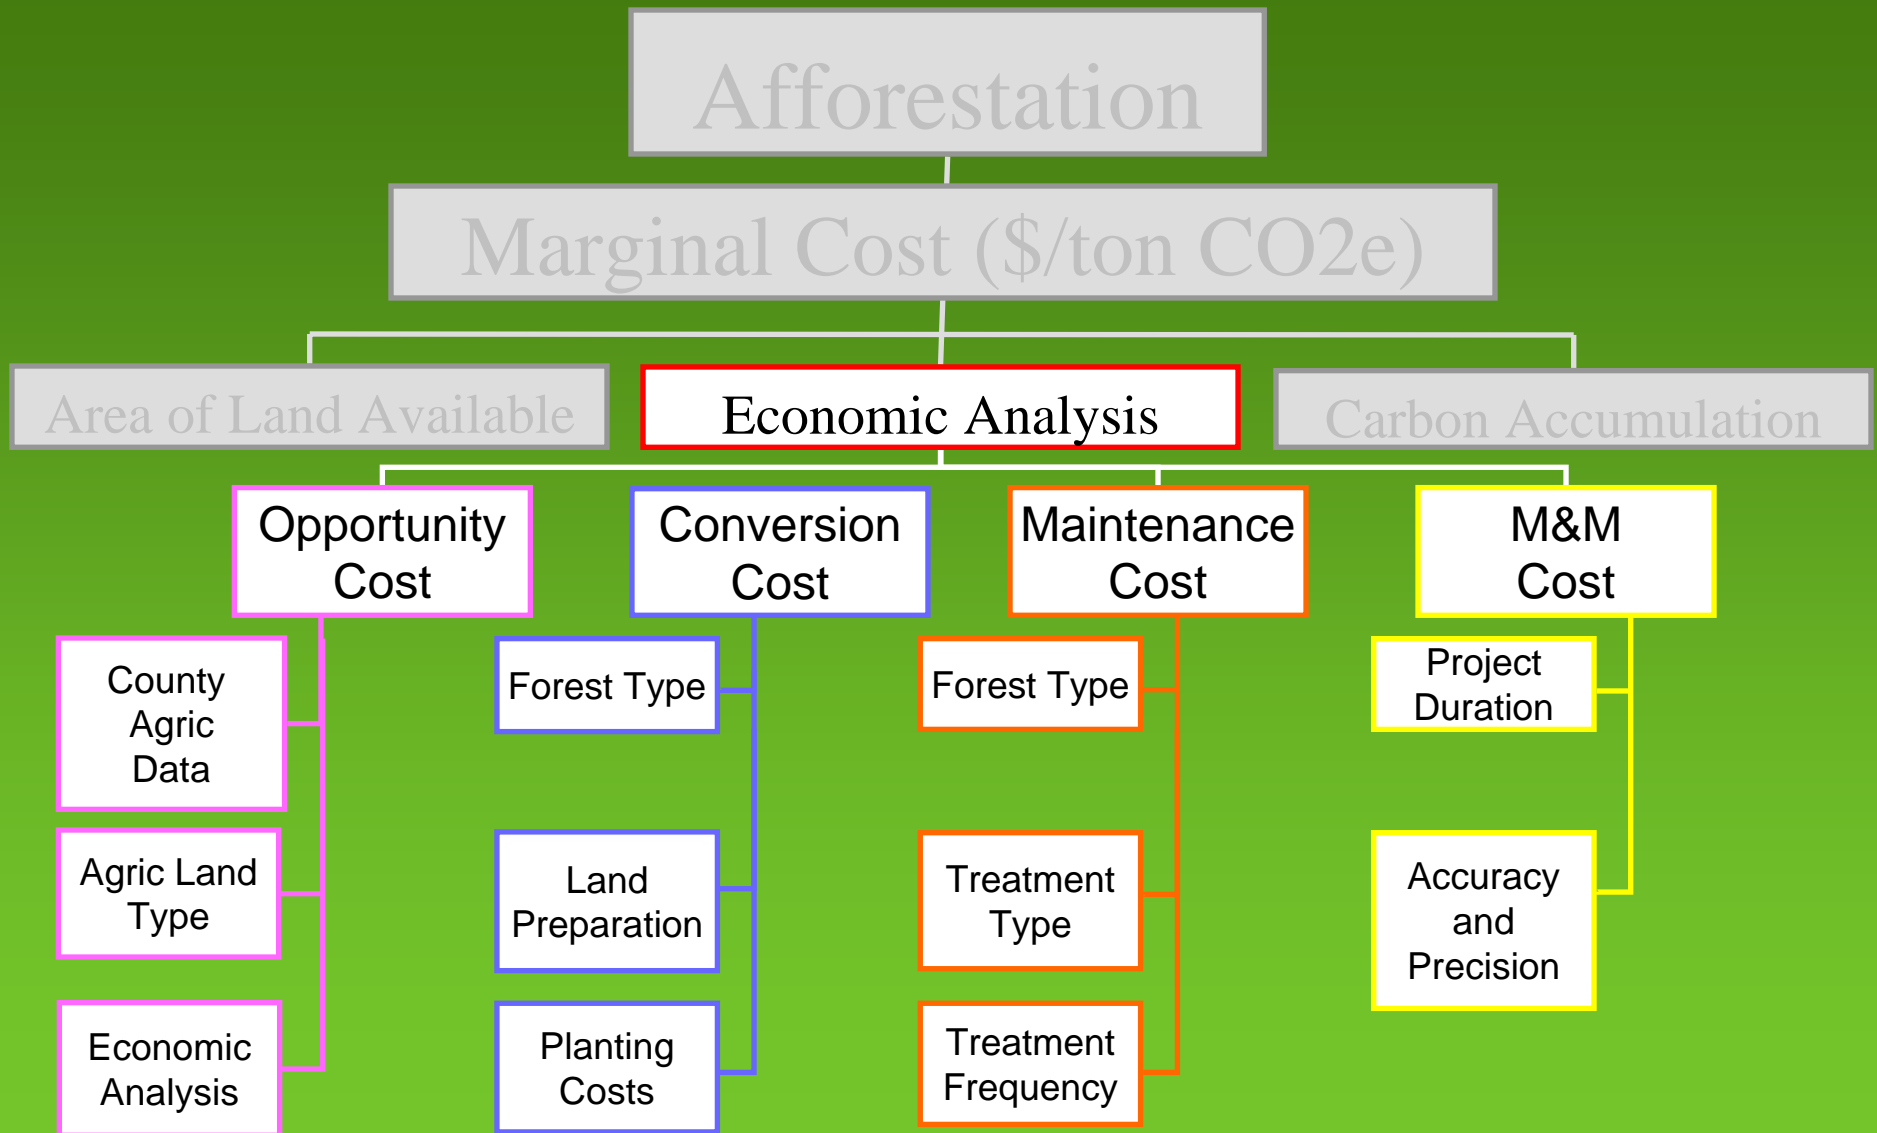 Afforestation
Marginal Cost ($/ton CO2e)
Area of Land Available
Economic Analysis
Carbon Accumulation
Opportunity
Cost
Conversion
Cost
Maintenance
Cost
M&M
Cost
County
Agric
Data
Agric Land
Type
Economic
Analysis
Forest Type
Land
Preparation
Planting
Costs
Forest Type
Treatment
Type
Treatment
Frequency
Project
Duration
Accuracy
and
Precision